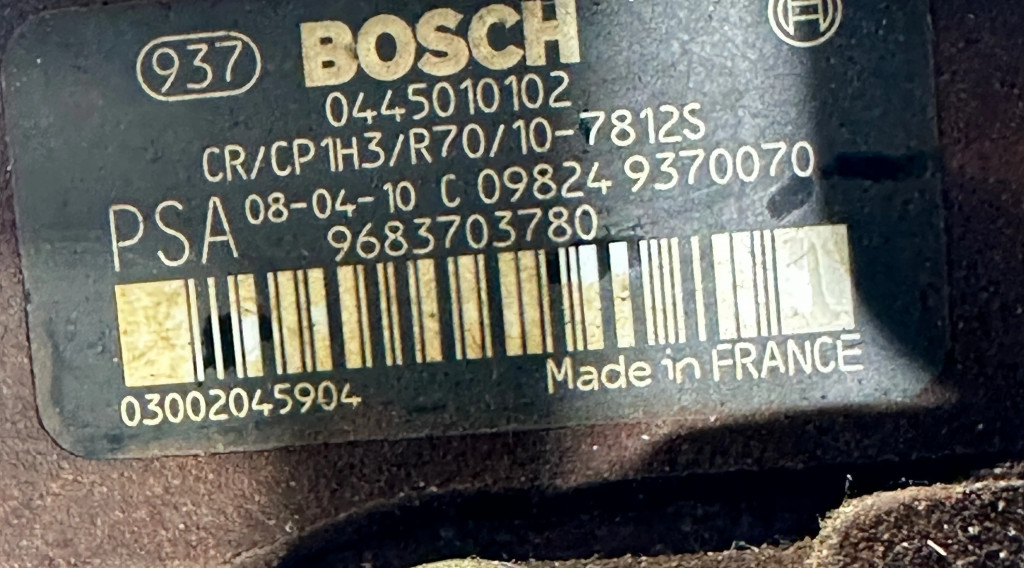 937 BOSCH
0445010102
CR/CP1H3/R70/10-7812S
PSA 08-04-10 C 09824 9370070
9683703780
03002045904
Made in FRANCE